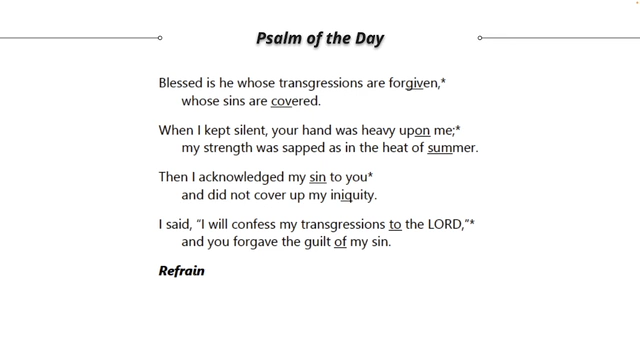 Psalm of the Day
Blessed is he whose transgressions are forgiven,*
whose sins are covered.
When I kept silent, your hand was heavy upon me;*
my strength was sapped as in the heat of summer.
Then I acknowledged my sin to you*
and did not cover up my iniquity.
I said, “I will confess my transgressions to the LORD,”*
and you forgave the guilt of my sin.
Refrain